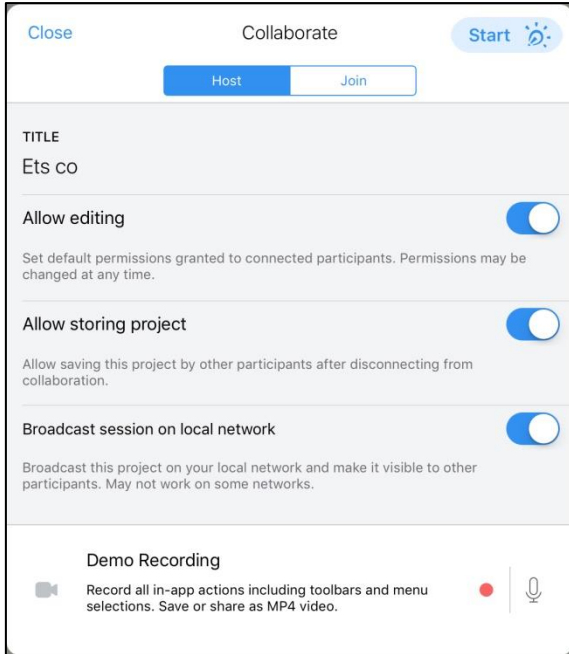 Close Collaborate Start
Host Join
TITLE
Ets co
Allow editing
Set default permissions granted to connected participants. Permissions may be
changed at any time.
Allow storing project
Allow saving this project by other participants after disconnecting from
collaboration.
Broadcast session on local network
Broadcast this project on your local network and make it visible to other
participants. May not work on some networks.
Demo Recording
Record all in-app actions including toolbars and menu
selections. Save or share as MP4 video.